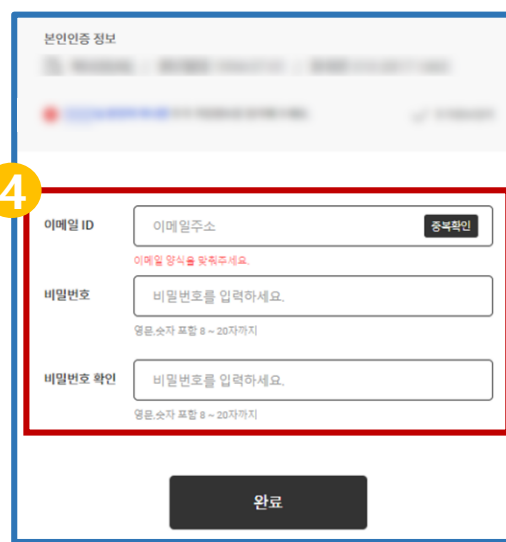 본인인증 정보
4
이메일 ID
이메일주소
중복확인
이메일 양식을 맞춰주세요.
비밀번호
비밀번호를 입력하세요.
영문,숫자 포함 8 ~ 20자까지
비밀번호 확인
비밀번호를 입력하세요.
영문,숫자 포함 8 ~ 20자까지
완료